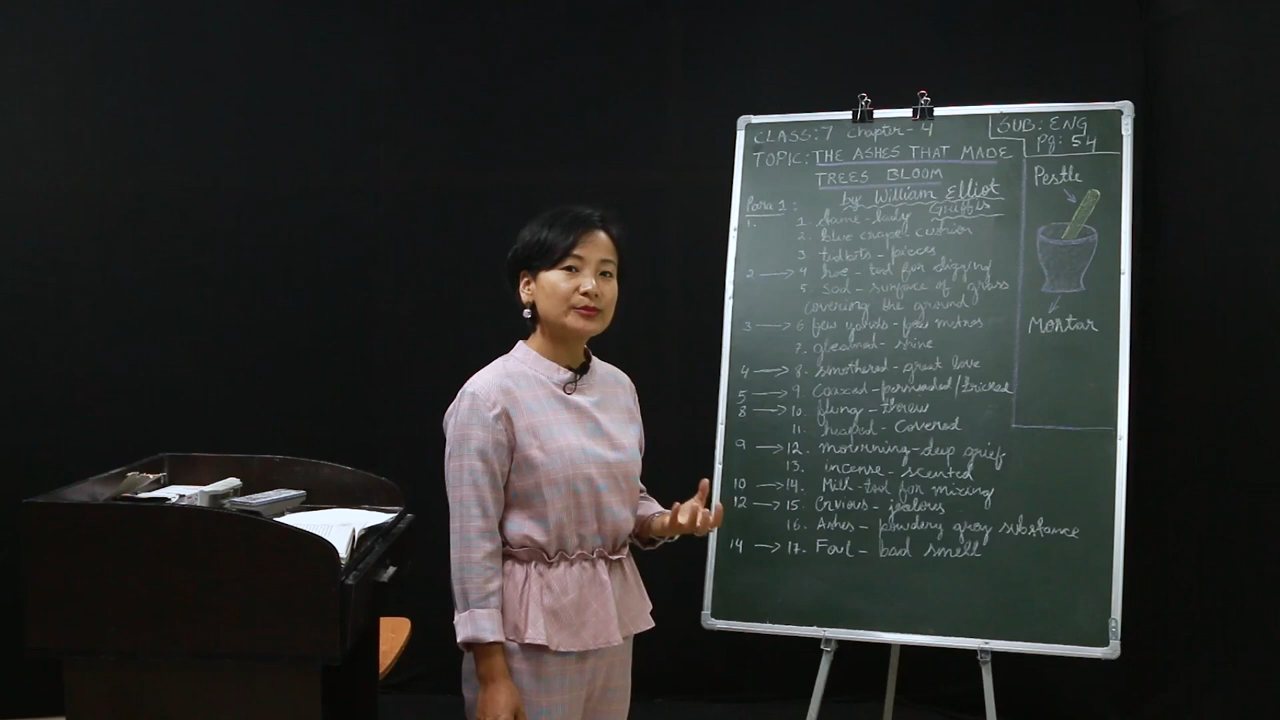 CLASS:7 Chapter-4
SUB: ENG
Pg: 54
TOPIC: THE ASHES THAT MADE
TREES BLOOM
by William Elliot
Griffis
Para 1:
1. 1. dame-lady
2. blue crape-cushion
3. tidbits-pieces
2 → 4. hoe-tool for digging
5. Sod-surface of grass
covering the ground
3 → 6. few yards-few metres
7. gleamed-shine
4 → 8. smothered-great love
5 → 9. Coaxed-persuaded/tricked
8 → 10. flung-threw
11. heaped-Covered
9 → 12. mourning-deep grief
13. incense-scented
10 → 14. tool for mixing
12 → 15. Envious-jealous
16. Ashes-powdery gray substance
14 → 17. Foul-bad smell
Pestle
Mortar